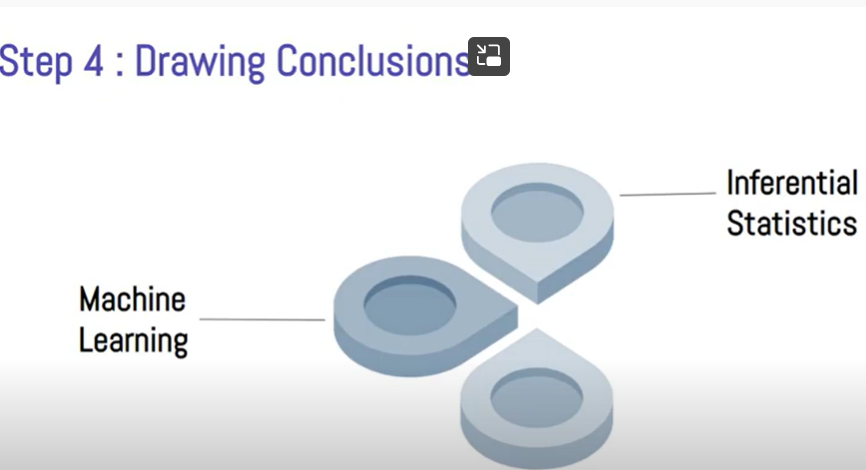 Step 4 : Drawing Conclusions
Inferential
Statistics
Machine
Learning